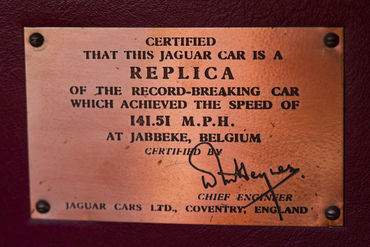 CERTIFIED
THAT THIS JAGUAR CAR IS A
REPLICA
OF THE RECORD-BREAKING CAR
WHICH ACHIEVED THE SPEED OF
141.51 M.P.H.
AT JABBEKE, BELGIUM
CERTIFIED BY
W M Heynes
CHIEF ENGINEER
JAGUAR CARS LTD., COVENTRY, ENGLAND